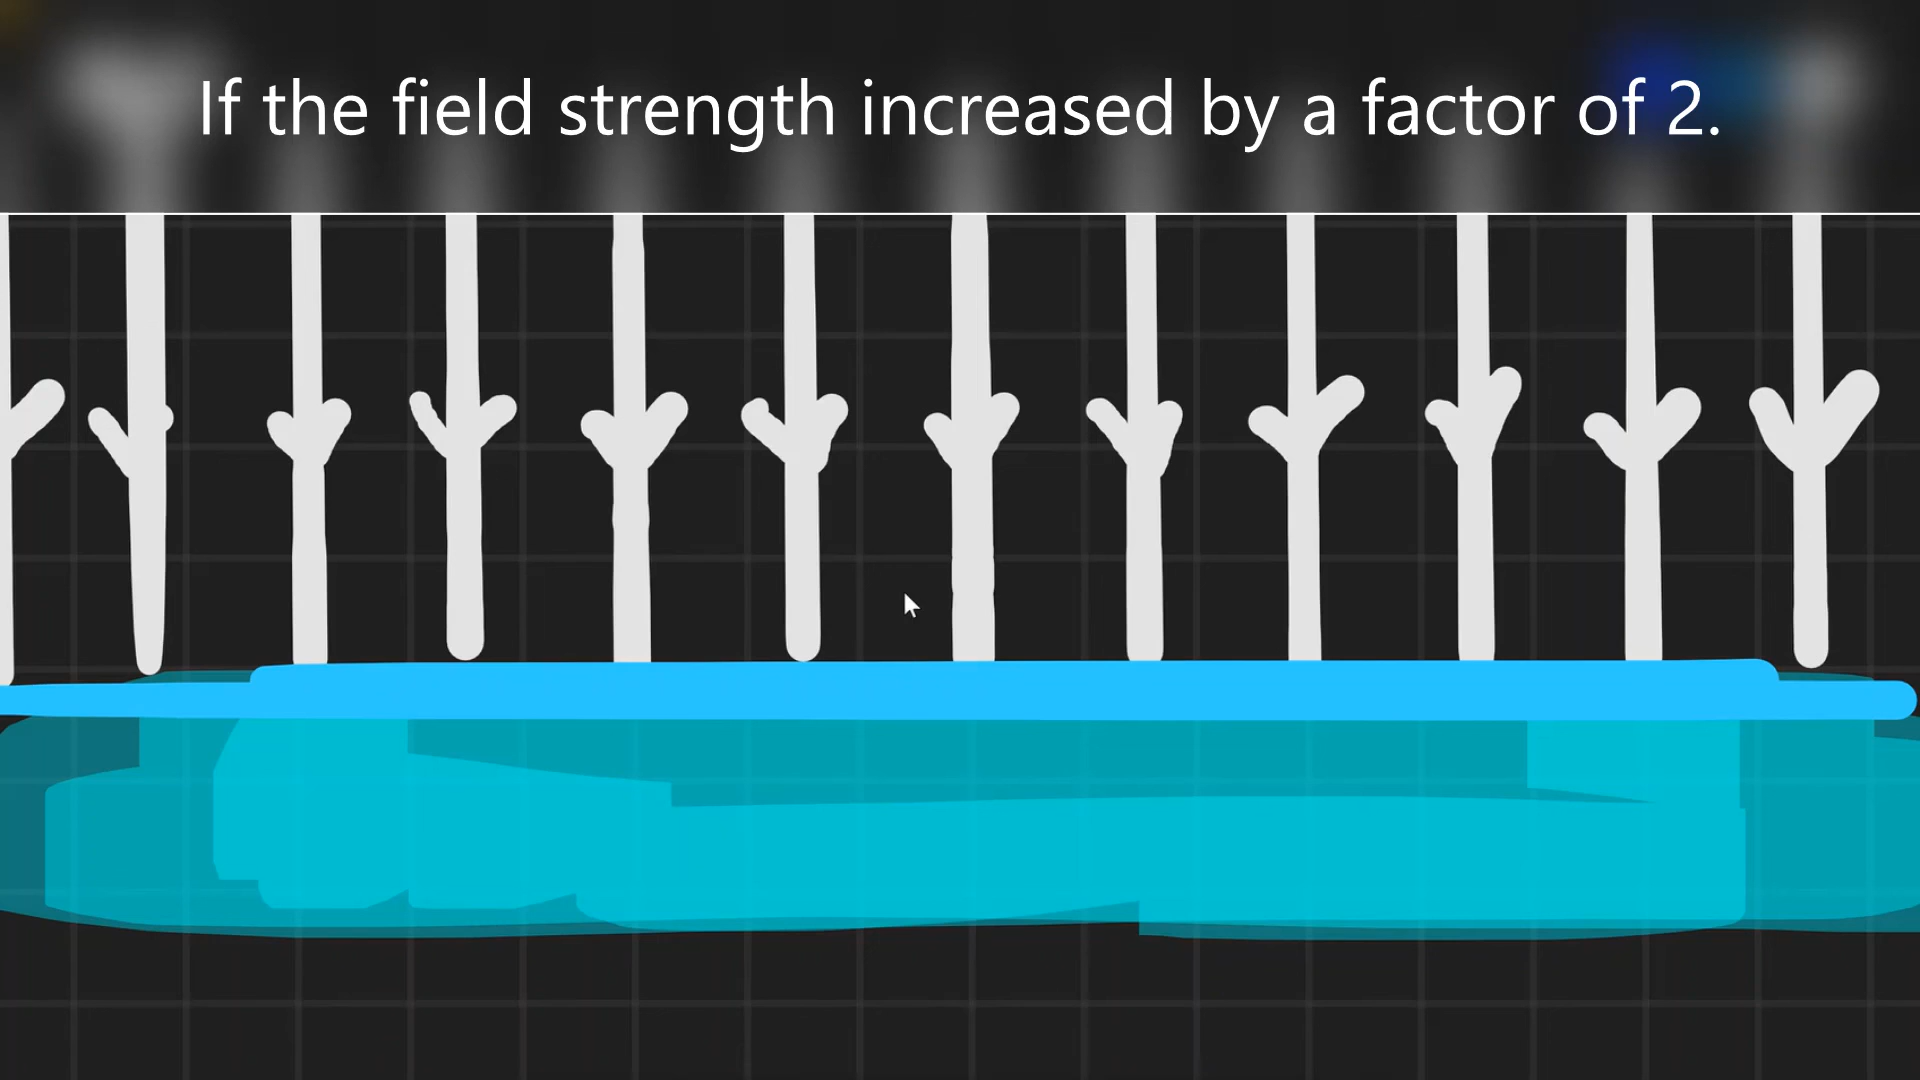 If the field strength increased by a factor of 2.